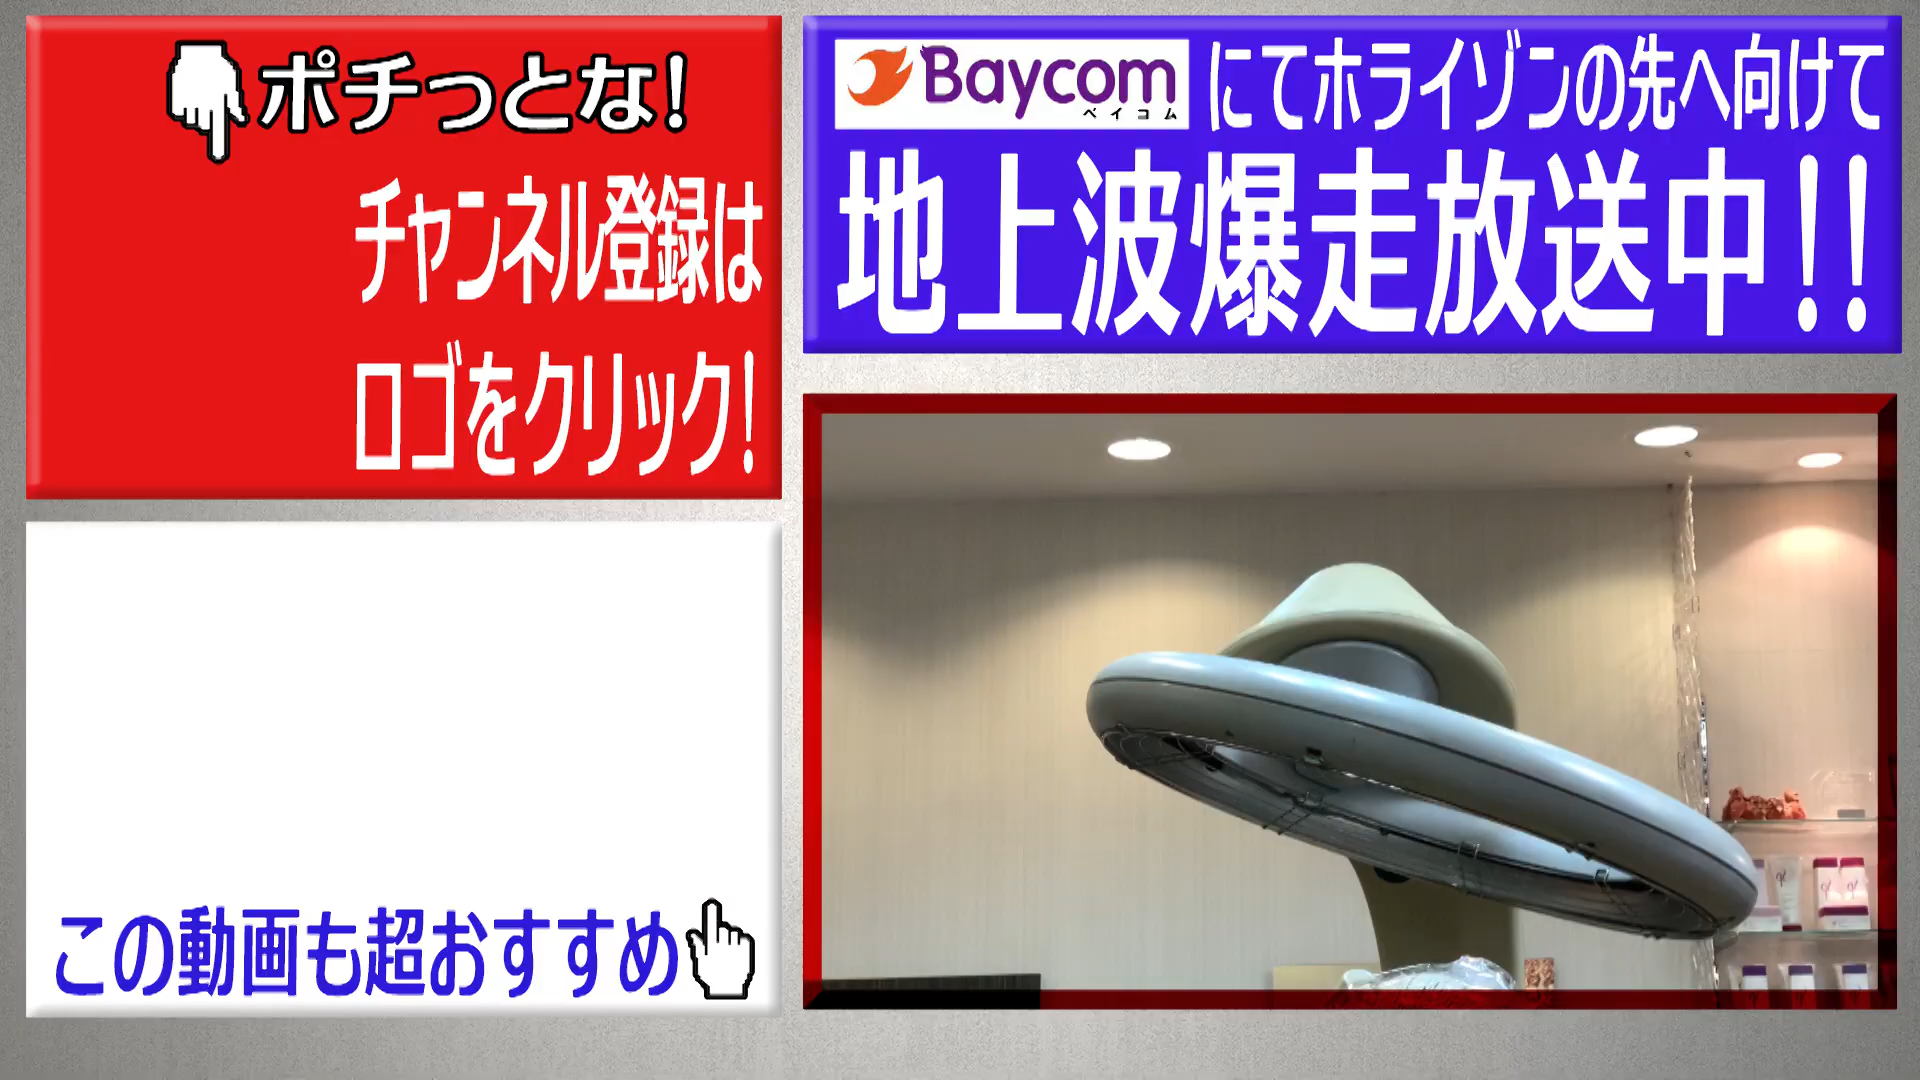 ポチっとな!
チャンネル登録は
ロゴをクリック!
Baycom にてホライゾンの先へ向けて
ベイコム
地上波爆走放送中!!
この動画も超おすすめ